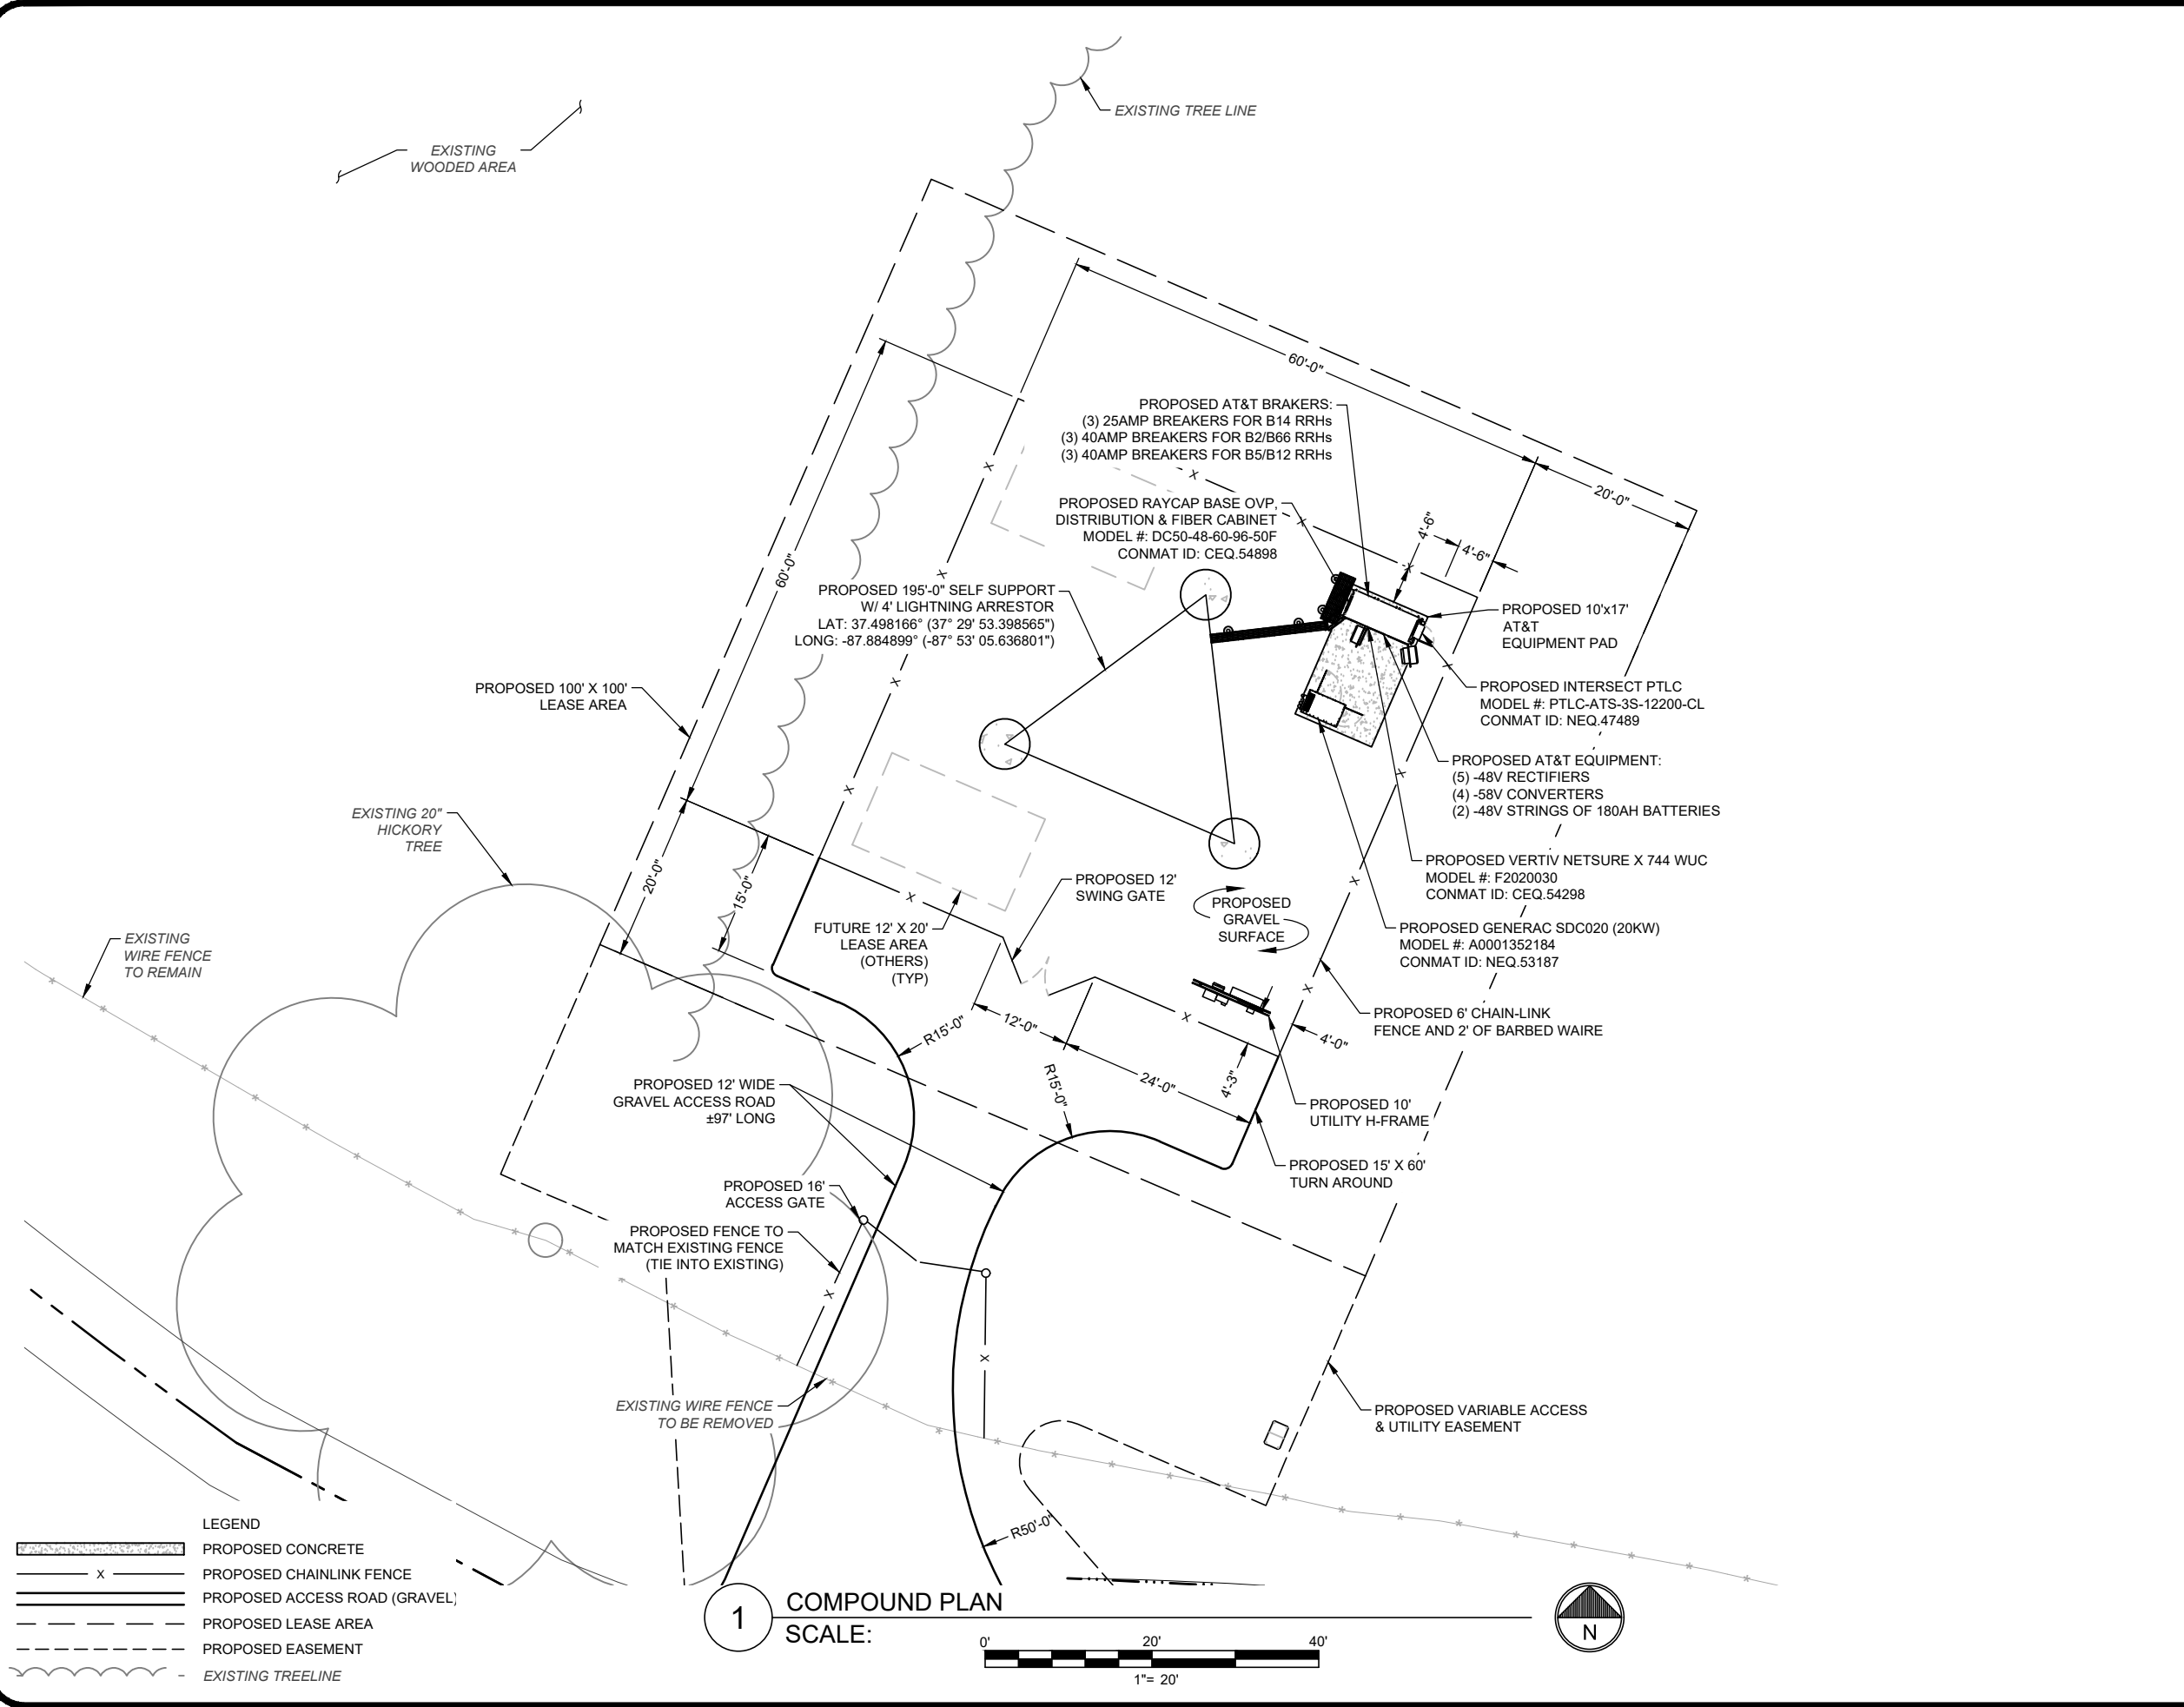 EXISTING TREE LINE
EXISTING
WOODED AREA
60'-0"
20'-0"
PROPOSED AT&T BRAKERS:
(3) 25AMP BREAKERS FOR B14 RRHs
(3) 40AMP BREAKERS FOR B2/B66 RRHs
(3) 40AMP BREAKERS FOR B5/B12 RRHs
X
X
PROPOSED RAYCAP BASE OVP,
DISTRIBUTION & FIBER CABINET
MODEL #: DC50-48-60-96-50F
CONMAT ID: CEQ.54898
X
4'-6"
4'-6"
X
60'-0"
X
PROPOSED 195'-0" SELF SUPPORT
W/ 4' LIGHTNING ARRESTOR
LAT: 37.498166° (37° 29' 53.398565")
LONG: -87.884899° (-87° 53' 05.636801")
PROPOSED 10'x17'
AT&T
EQUIPMENT PAD
X
X
PROPOSED 100' X 100'
LEASE AREA
PROPOSED INTERSECT PTLC
MODEL #: PTLC-ATS-3S-12200-CL
CONMAT ID: NEQ.47489
X
X
PROPOSED AT&T EQUIPMENT:
(5) -48V RECTIFIERS
(4) -58V CONVERTERS
(2) -48V STRINGS OF 180AH BATTERIES
EXISTING 20"
HICKORY
TREE
20'-0"
15'-0"
X
X
PROPOSED VERTIV NETSURE X 744 WUC
MODEL #: F2020030
CONMAT ID: CEQ.54298
PROPOSED 12'
SWING GATE
PROPOSED
GRAVEL
SURFACE
FUTURE 12' X 20'
LEASE AREA
(OTHERS)
(TYP)
PROPOSED GENERAC SDC020 (20KW)
MODEL #: A0001352184
CONMAT ID: NEQ.53187
EXISTING
WIRE FENCE
TO REMAIN
X
X
PROPOSED 6' CHAIN-LINK
FENCE AND 2' OF BARBED WAIRE
R15'-0"
12'-0"
4'-0"
R15'-0"
24'-0"
4'-3"
PROPOSED 12' WIDE
GRAVEL ACCESS ROAD
±97' LONG
PROPOSED 10'
UTILITY H-FRAME
PROPOSED 15' X 60'
TURN AROUND
PROPOSED 16'
ACCESS GATE
PROPOSED FENCE TO
MATCH EXISTING FENCE
(TIE INTO EXISTING)
X
X
EXISTING WIRE FENCE
TO BE REMOVED
PROPOSED VARIABLE ACCESS
& UTILITY EASEMENT
R50'-0"
LEGEND
PROPOSED CONCRETE
X
PROPOSED CHAINLINK FENCE
PROPOSED ACCESS ROAD (GRAVEL)
PROPOSED LEASE AREA
PROPOSED EASEMENT
EXISTING TREELINE
1
COMPOUND PLAN
SCALE:
0' 20' 40'
1"= 20'
N